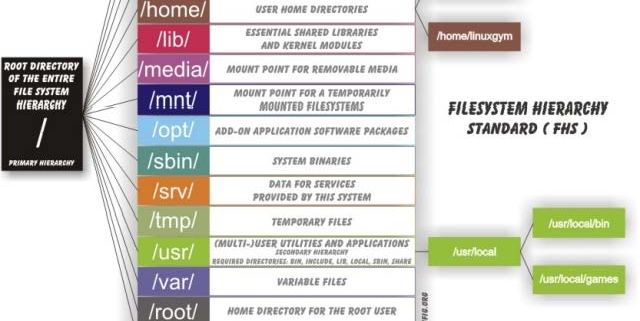 /home/
USER HOME DIRECTORIES
/home/linuxgym
/lib/
ESSENTIAL SHARED LIBRARIES
AND KERNEL MODULES
ROOT DIRECTORY
OF THE ENTIRE
FILE SYSTEM
HIERARCHY
/
PRIMARY HIERARCHY
/media/
MOUNT POINT FOR REMOVABLE MEDIA
/mnt/
MOUNT POINT FOR A TEMPORARILY
MOUNTED FILESYSTEMS
FILESYSTEM HIERARCHY
STANDARD ( FHS )
/opt/
ADD-ON APPLICATION SOFTWARE PACKAGES
/sbin/
SYSTEM BINARIES
/srv/
DATA FOR SERVICES
PROVIDED BY THIS SYSTEM
/tmp/
TEMPORARY FILES
/usr/
(MULTI-)USER UTILITIES AND APPLICATIONS
SECONDARY HIERARCHY
REQUIRED DIRECTORIES: BIN, INCLUDE, LIB, LOCAL, SBIN, SHARE
/usr/local
/usr/local/bin
/usr/local/games
/var/
VARIABLE FILES
/root/
HOME DIRECTORY FOR THE ROOT USER